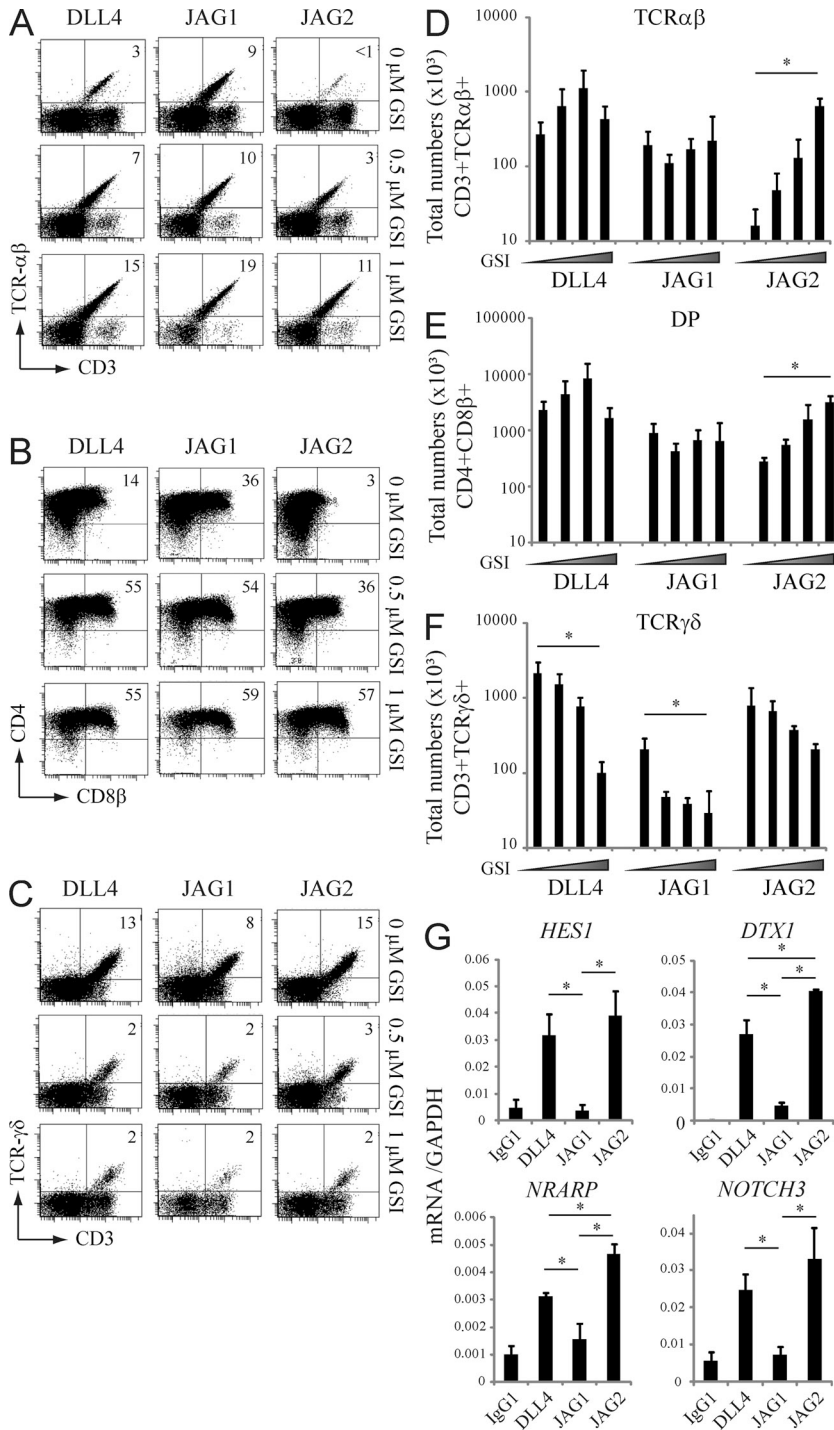 A
DLL4 JAG1 JAG2
3 9 <1
0 µM GSI
7 10 3
0.5 µM GSI
15 19 11
1 µM GSI
TCR-αβ
CD3
B
DLL4 JAG1 JAG2
14 36 3
0 µM GSI
55 54 36
0.5 µM GSI
55 59 57
1 µM GSI
CD4
CD8β
C
DLL4 JAG1 JAG2
13 8 15
0 µM GSI
2 2 3
0.5 µM GSI
2 2 2
1 µM GSI
TCR-γδ
CD3
D
TCRαβ
Total numbers (x10³)
CD3+TCRαβ+
10000
1000
100
10
*
GSI
DLL4 JAG1 JAG2
E
DP
Total numbers (x10³)
CD4+CD8β+
100000
10000
1000
100
10
*
GSI
DLL4 JAG1 JAG2
F
TCRγδ
Total numbers (x10³)
CD3+TCRγδ+
10000
1000
100
10
* *
GSI
DLL4 JAG1 JAG2
G
mRNA /GAPDH
HES1
0.06
0.05
0.04
0.03
0.02
0.01
0
* *
IgG1 DLL4 JAG1 JAG2
DTX1
0.05
0.04
0.03
0.02
0.01
0
*
* *
IgG1 DLL4 JAG1 JAG2
NRARP
0.006
0.005
0.004
0.003
0.002
0.001
0
*
* *
IgG1 DLL4 JAG1 JAG2
NOTCH3
0.04
0.03
0.02
0.01
0
* *
IgG1 DLL4 JAG1 JAG2